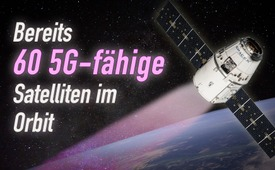 Bereits
60 5G-fähige
Satelliten im
Orbit